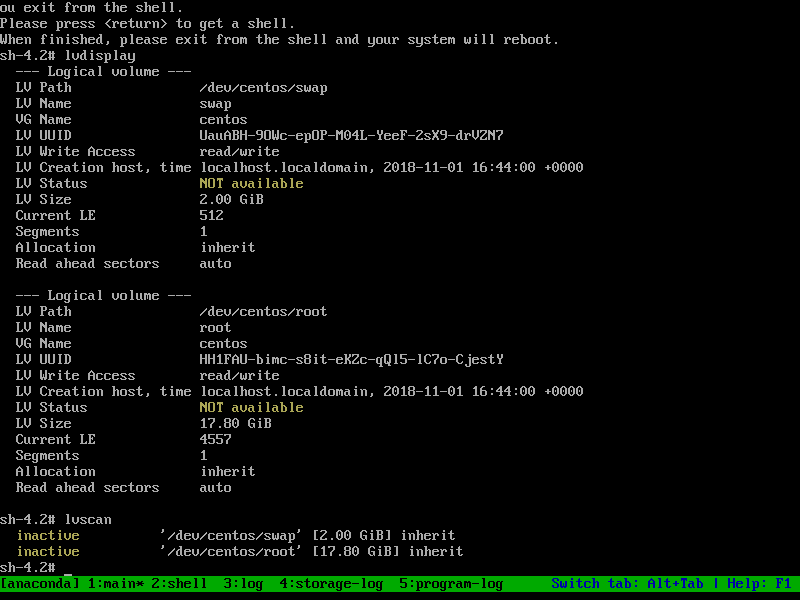 ou exit from the shell.
Please press <return> to get a shell.
When finished, please exit from the shell and your system will reboot.
sh-4.2# lvdisplay
  --- Logical volume ---
  LV Path                /dev/centos/swap
  LV Name                swap
  VG Name                centos
  LV UUID                UauABH-9OWc-epOP-M04L-YeeF-2sX9-drVZN7
  LV Write Access        read/write
  LV Creation host, time localhost.localdomain, 2018-11-01 16:44:00 +0000
  LV Status              NOT available
  LV Size                2.00 GiB
  Current LE             512
  Segments               1
  Allocation             inherit
  Read ahead sectors     auto

  --- Logical volume ---
  LV Path                /dev/centos/root
  LV Name                root
  VG Name                centos
  LV UUID                HH1FAU-bimc-s8it-eKZc-qQl5-lC7o-CjestY
  LV Write Access        read/write
  LV Creation host, time localhost.localdomain, 2018-11-01 16:44:00 +0000
  LV Status              NOT available
  LV Size                17.80 GiB
  Current LE             4557
  Segments               1
  Allocation             inherit
  Read ahead sectors     auto

sh-4.2# lvscan
  inactive          '/dev/centos/swap' [2.00 GiB] inherit
  inactive          '/dev/centos/root' [17.80 GiB] inherit
sh-4.2# _
[anaconda] 1:main* 2:shell  3:log  4:storage-log  5:program-log      Switch tab: Alt+Tab | Help: F1